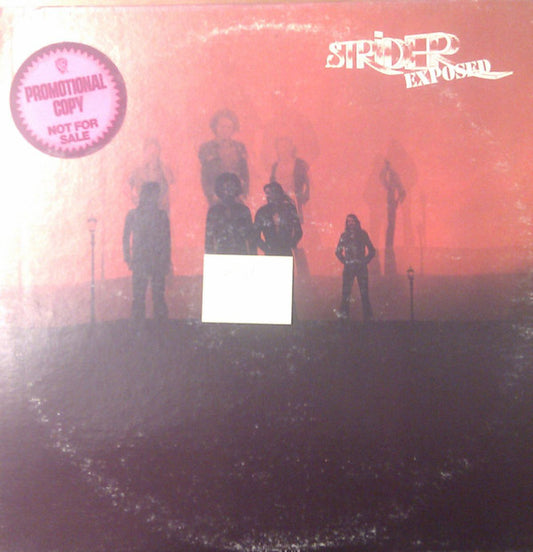 STRIDER
EXPOSED
PROMOTIONAL
COPY
NOT FOR
SALE